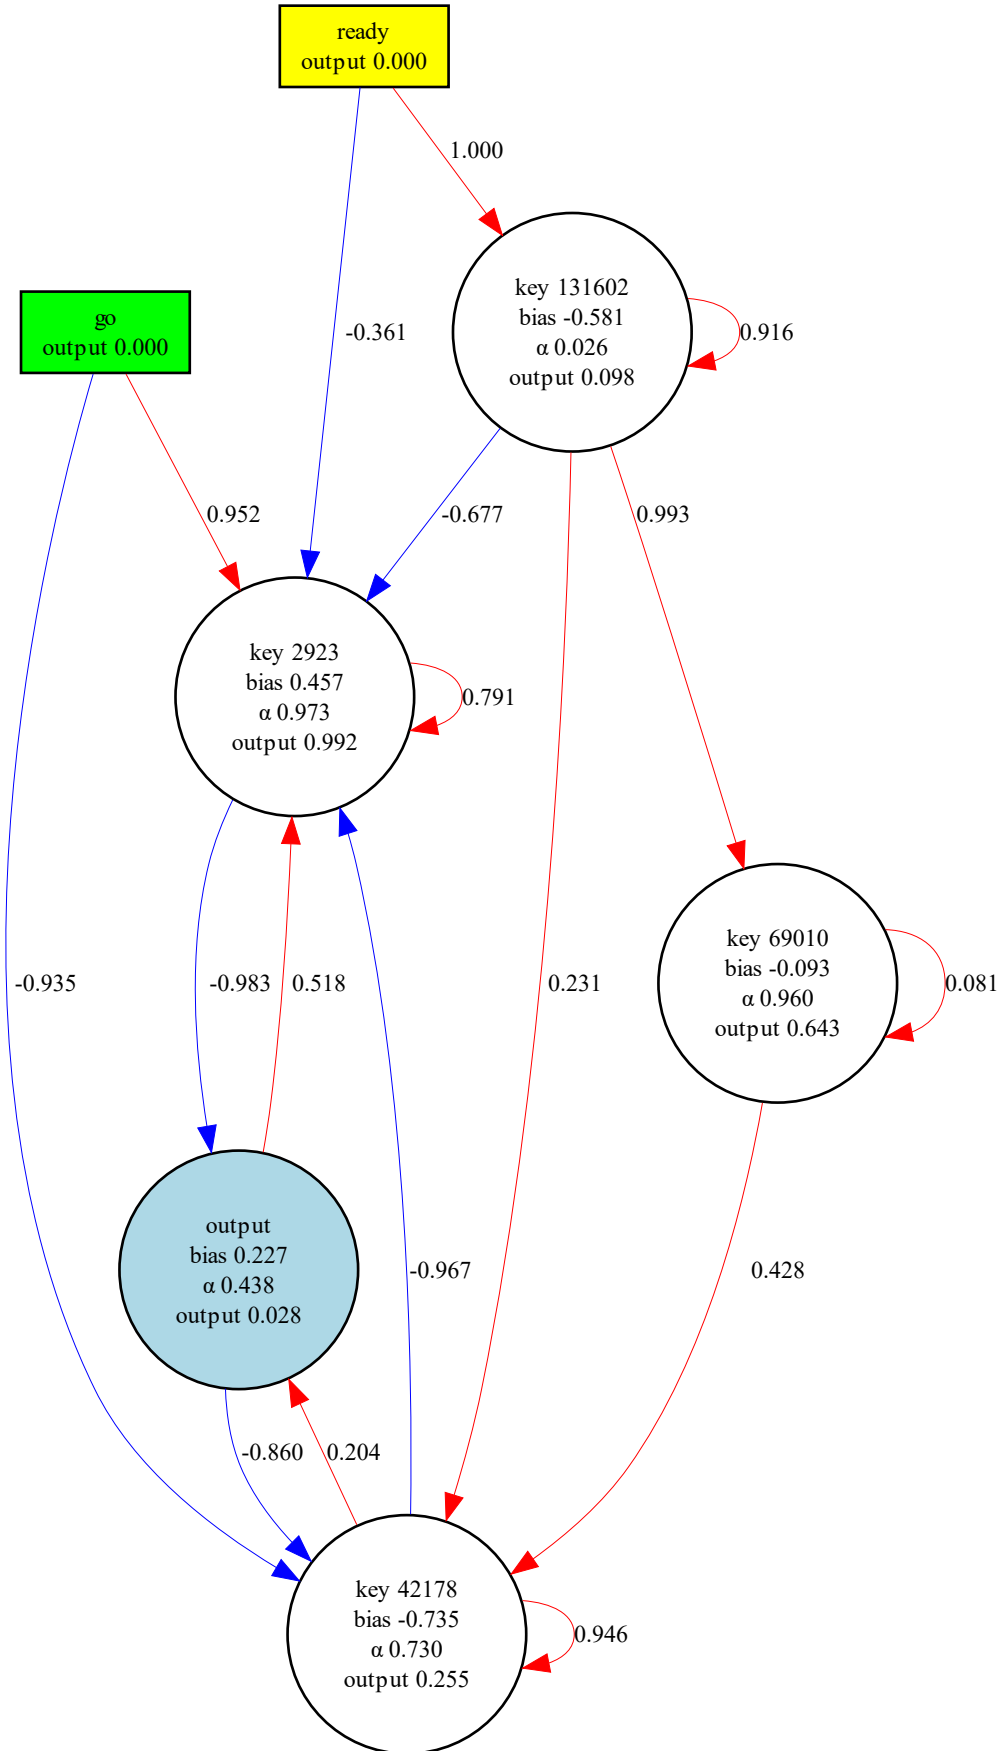 ready
output 0.000
1.000
key 131602
bias -0.581
α 0.026
output 0.098
0.916
go
output 0.000
-0.361
0.952
-0.677
0.993
key 2923
bias 0.457
α 0.973
output 0.992
0.791
key 69010
bias -0.093
α 0.960
output 0.643
0.081
-0.935
-0.983
0.518
0.231
output
bias 0.227
α 0.438
output 0.028
-0.967
0.428
-0.860
0.204
key 42178
bias -0.735
α 0.730
output 0.255
0.946